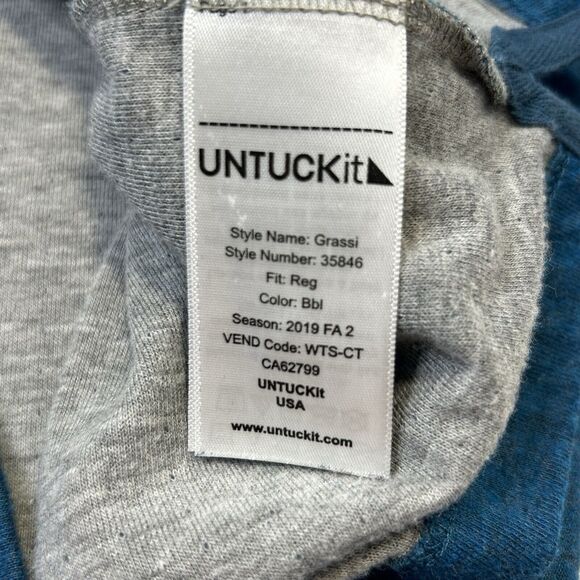 UNTUCKit
Style Name: Grassi
Style Number: 35846
Fit: Reg
Color: Bbl
Season: 2019 FA 2
VEND Code: WTS-CT
CA62799
UNTUCKit
USA
www.untuckit.com